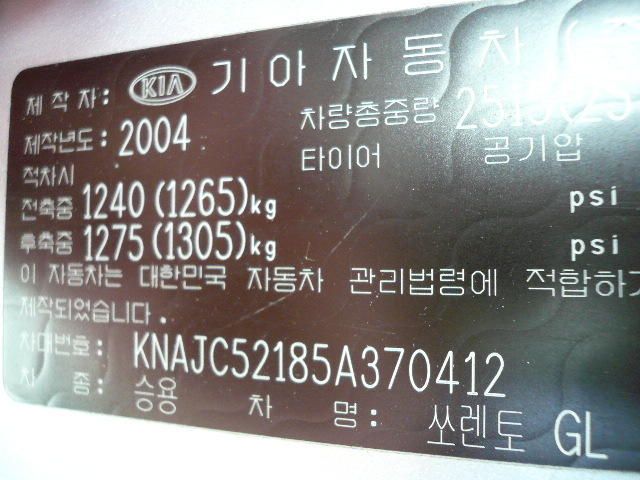 제작자: KIA 기아자동차 (
제작년도: 2004 차량총중량 2515(25
적차시 타이어 공기압
전축중 1240 (1265)kg psi
후축중 1275 (1305)kg psi
이 자동차는 대한민국 자동차 관리법령에 적합하
제작되었습니다.
차대번호: KNAJC52185A370412
차 종: 승용 차 명: 쏘렌토 GL